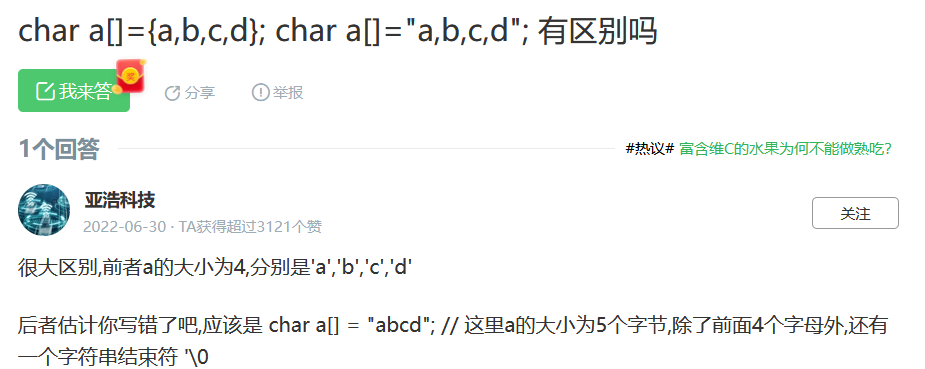 char a[]={a,b,c,d}; char a[]="a,b,c,d"; 有区别吗
我来答 奖 分享 举报
1个回答 #热议# 富含维C的水果为何不能做熟吃?
亚浩科技
2022-06-30 · TA获得超过3121个赞
关注
很大区别,前者a的大小为4,分别是'a','b','c','d'
后者估计你写错了吧,应该是 char a[] = "abcd"; // 这里a的大小为5个字节,除了前面4个字母外,还有
一个字符串结束符 '\0